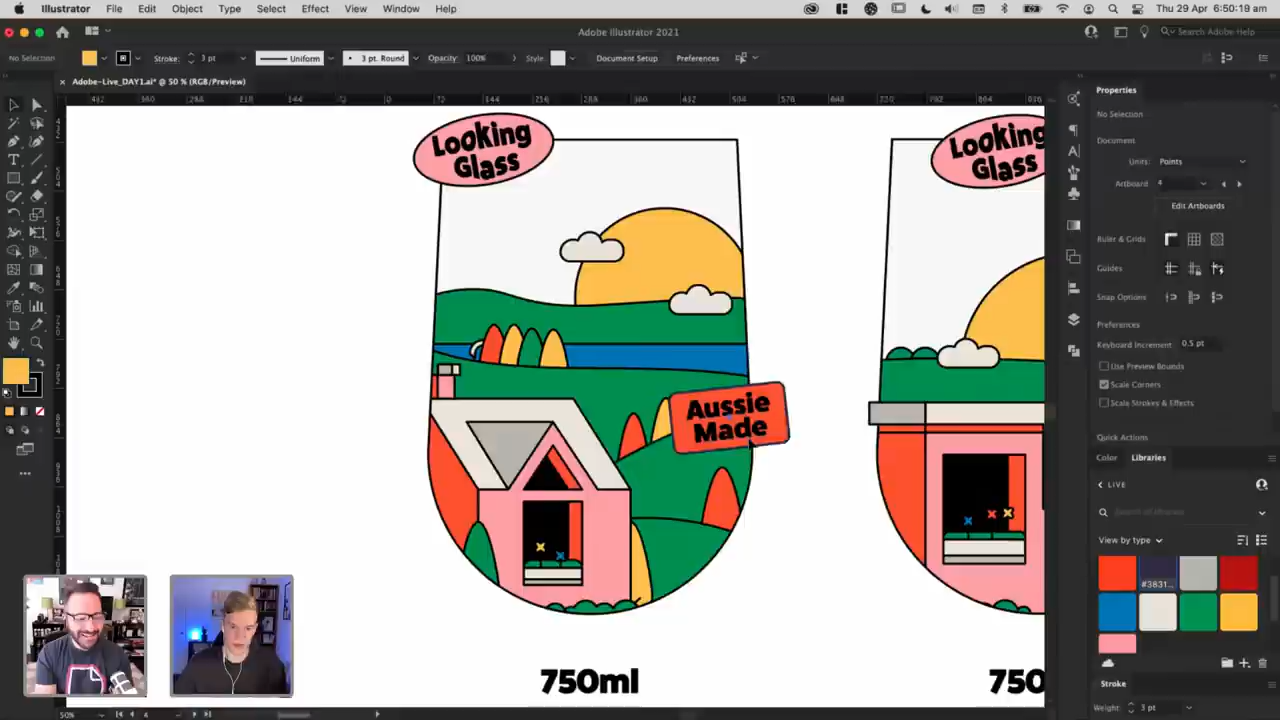 Illustrator File Edit Object Type Select Effect View Window Help Thu 29 Apr 6:50:19 am
Adobe Illustrator 2021
Search Adobe Help
No Selection Stroke: 3 pt Uniform 3 pt. Round Opacity: 100% Style: Document Setup Preferences
Adobe-Live_DAY1.ai* @ 50 % (RGB/Preview)
Properties
No Selection
Document
Units: Points
Artboard 4
Edit Artboards
Ruler & Grids
Guides
Snap Options
Preferences
Keyboard Increment 0.5 pt
Use Preview Bounds
Scale Corners
Scale Strokes & Effects
Quick Actions
Color Libraries
LIVE
View by type
#3831...
Stroke
Weight: 3 pt
Looking
Glass
Looking
Glass
Aussie
Made
750ml
750
50%
4